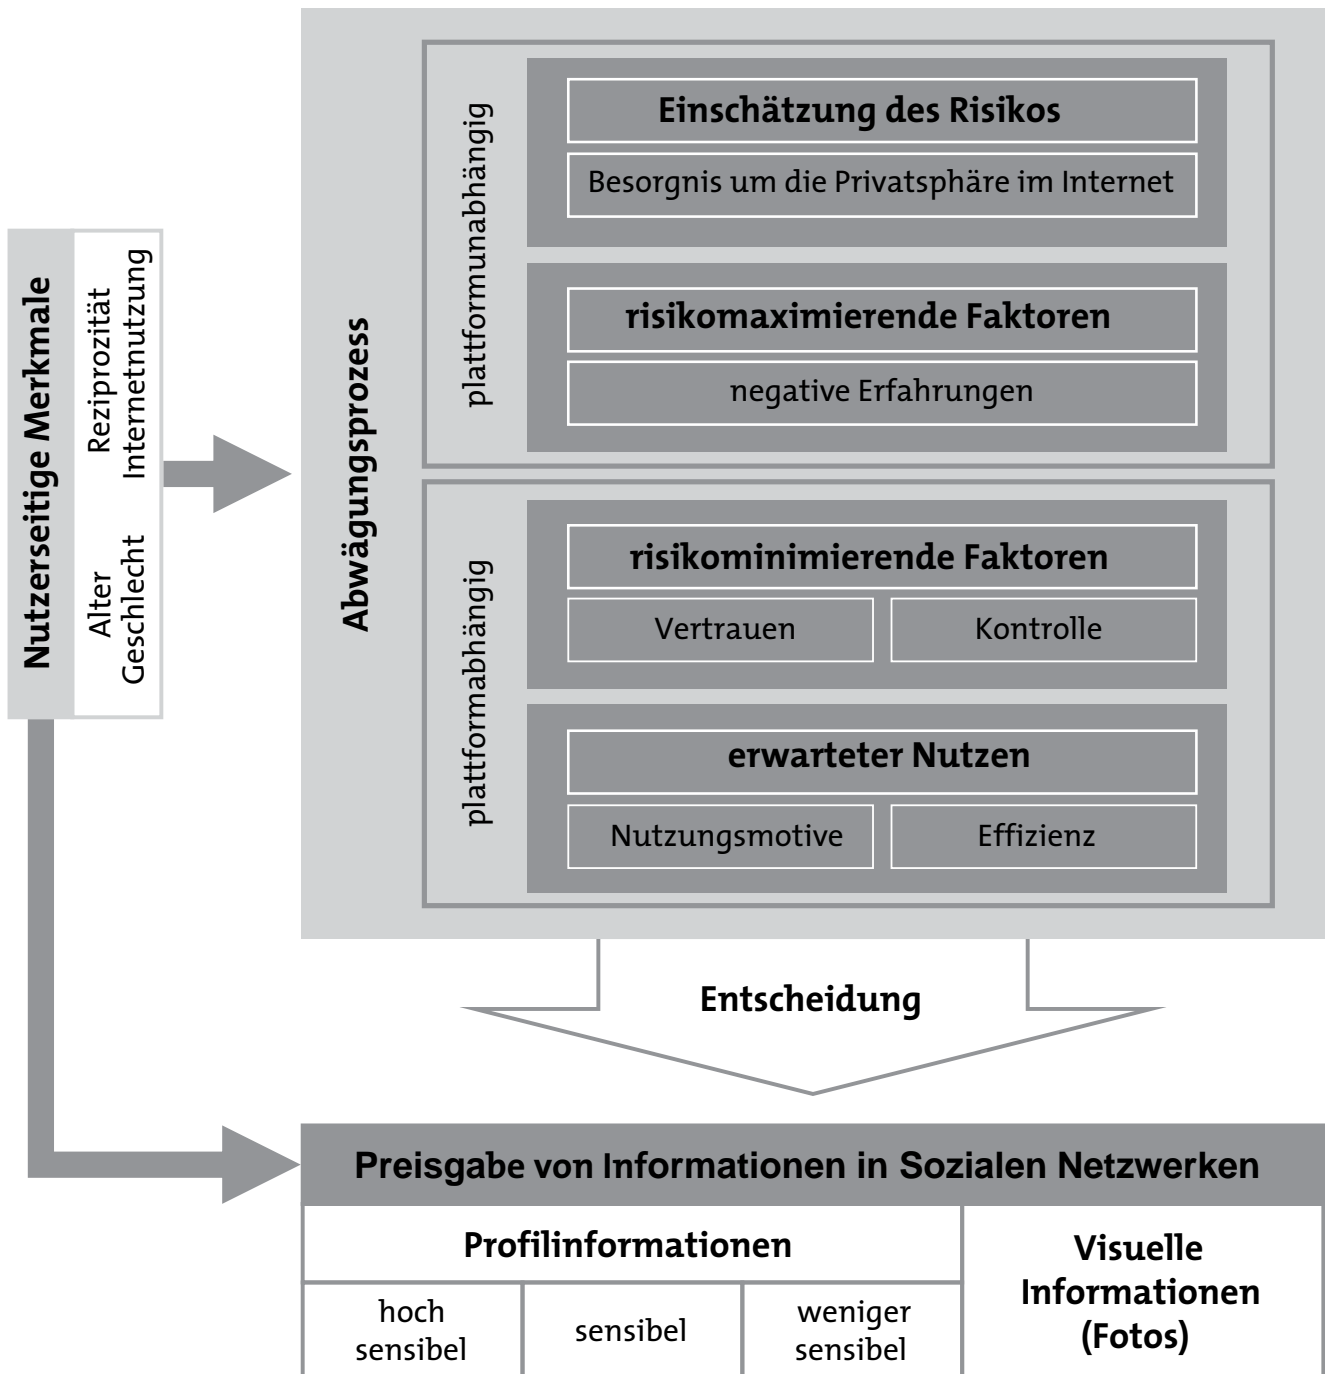 Nutzerseitige Merkmale
Reziprozität
Internetnutzung
Alter
Geschlecht
Abwägungsprozess
plattformunabhängig
Einschätzung des Risikos
Besorgnis um die Privatsphäre im Internet
risikomaximierende Faktoren
negative Erfahrungen
plattformabhängig
risikominimierende Faktoren
Vertrauen
Kontrolle
erwarteter Nutzen
Nutzungsmotive
Effizienz
Entscheidung
Preisgabe von Informationen in Sozialen Netzwerken
Profilinformationen
hoch
sensibel
sensibel
weniger
sensibel
Visuelle
Informationen
(Fotos)